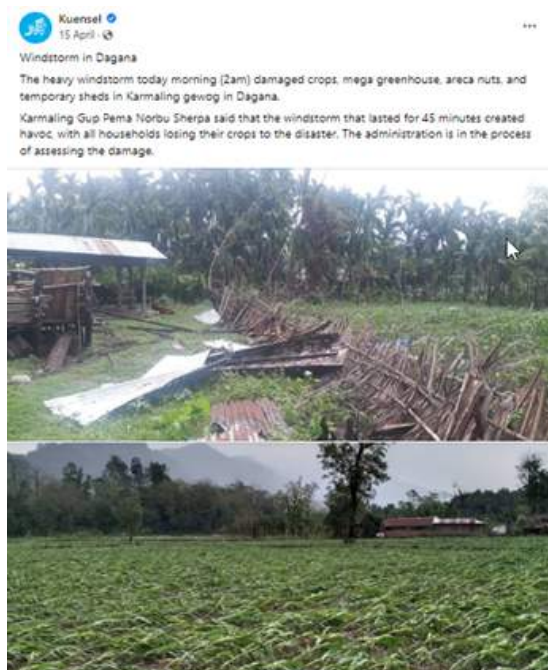 Kuensel
15 April
Windstorm in Dagana
The heavy windstorm today morning (2am) damaged crops, mega greenhouse, areca nuts, and
temporary sheds in Karmaling gewog in Dagana.
Karmaling Gup Pema Norbu Sherpa said that the windstorm that lasted for 45 minutes created
havoc, with all households losing their crops to the disaster. The administration is in the process
of assessing the damage.